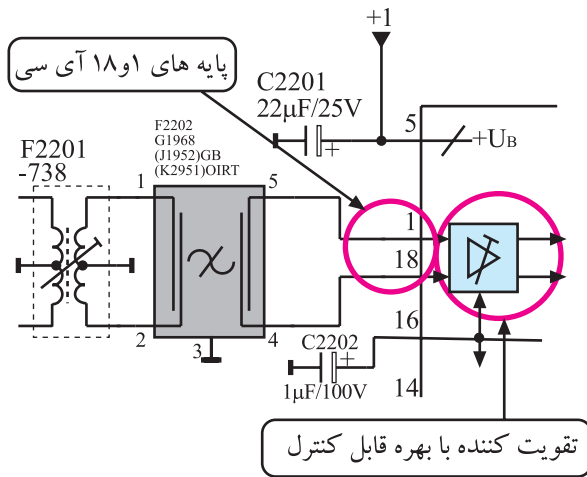 +1
پایه های ۱و۱۸ آی سی
C2201
22µF/25V
+
5
+UB
F2201
-738
F2202
G1968
(J1952)GB
(K2951)OIRT
1
5
1
18
2
3
4
C2202
+
1µF/100V
16
14
تقویت کننده با بهره قابل کنترل